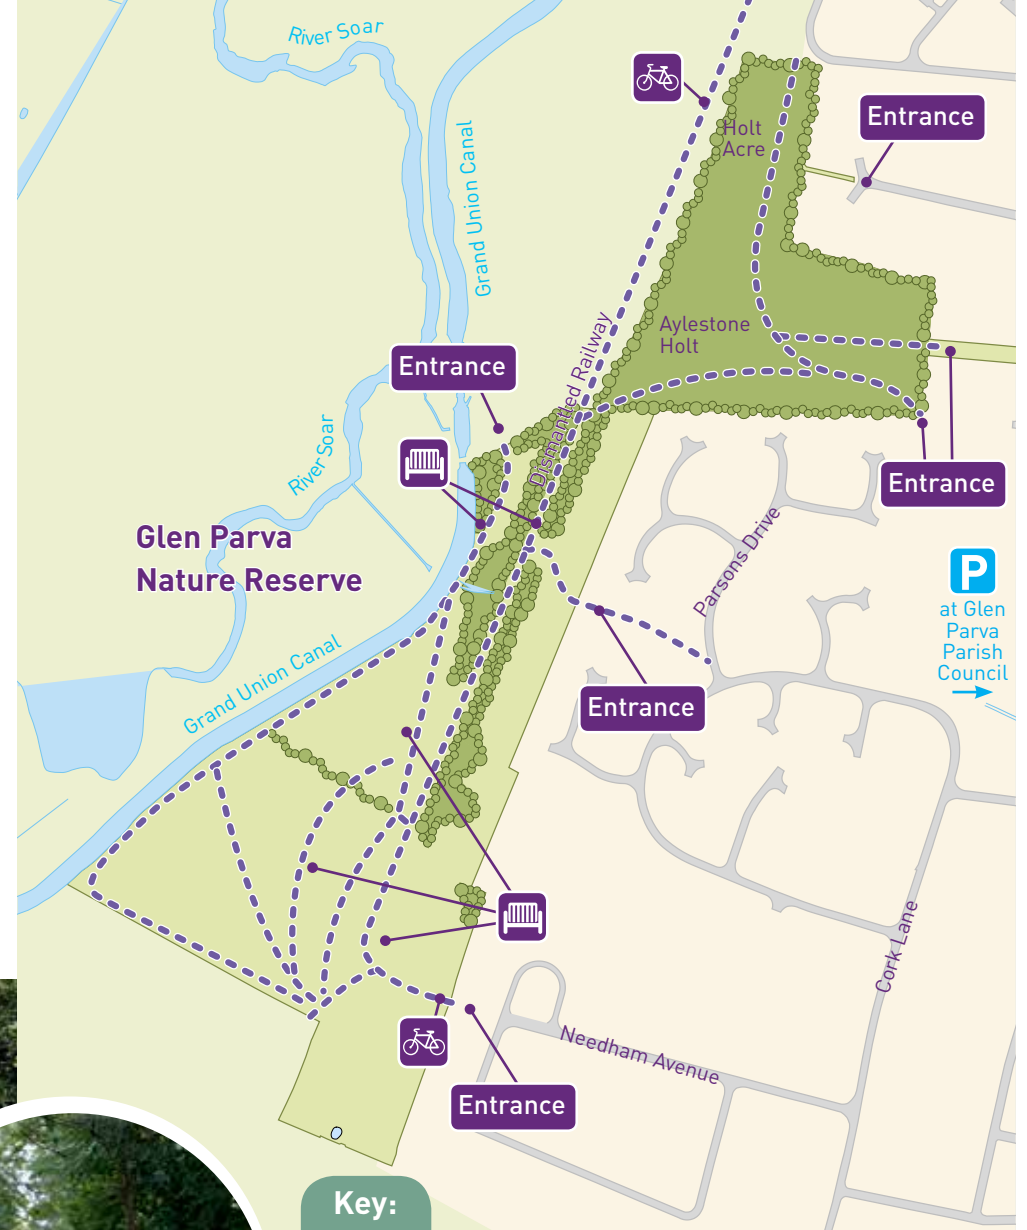 River Soar
Grand Union Canal
Entrance
Holt
Acre
Aylestone
Holt
Dismantled Railway
Entrance
River Soar
Entrance
Glen Parva
Nature Reserve
Parsons Drive
P
at Glen
Parva
Parish
Council
Grand Union Canal
Entrance
Cork Lane
Needham Avenue
Entrance
Key: